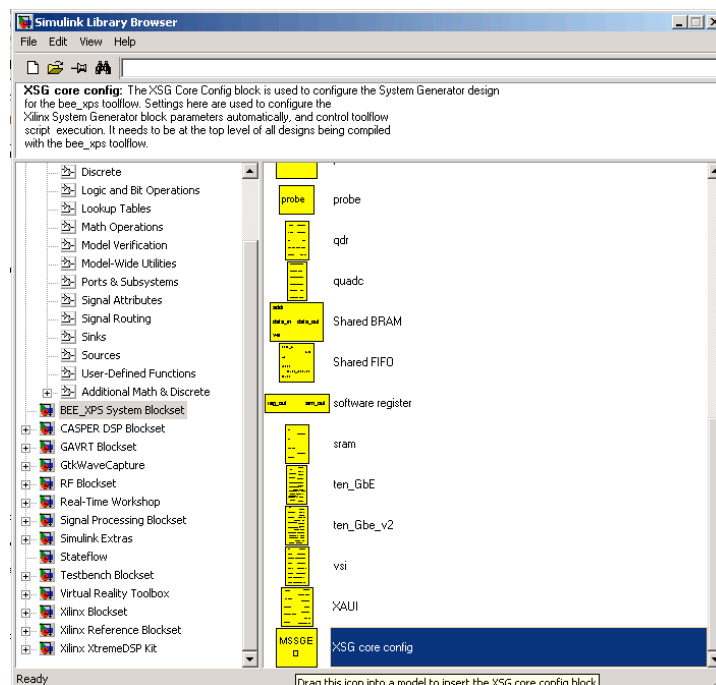 Simulink Library Browser
File Edit View Help
XSG core config: The XSG Core Config block is used to configure the System Generator design
for the bee_xps toolflow. Settings here are used to configure the
Xilinx System Generator block parameters automatically, and control toolflow
script execution. It needs to be at the top level of all designs being compiled
with the bee_xps toolflow.
Discrete
Logic and Bit Operations
Lookup Tables
Math Operations
Model Verification
Model-Wide Utilities
Ports & Subsystems
Signal Attributes
Signal Routing
Sinks
Sources
User-Defined Functions
Additional Math & Discrete
BEE_XPS System Blockset
CASPER DSP Blockset
GAVRT Blockset
GtkWaveCapture
RF Blockset
Real-Time Workshop
Signal Processing Blockset
Simulink Extras
Stateflow
Testbench Blockset
Virtual Reality Toolbox
Xilinx Blockset
Xilinx Reference Blockset
Xilinx XtremeDSP Kit
probe probe
qdr
quadc
addr
data_in data_out
we
Shared BRAM
Shared FIFO
reg_out sim_out software register
sram
ten_GbE
ten_Gbe_v2
vsi
XAUI
MSSGE XSG core config
Ready
Drag this icon into a model to insert the XSG core config block